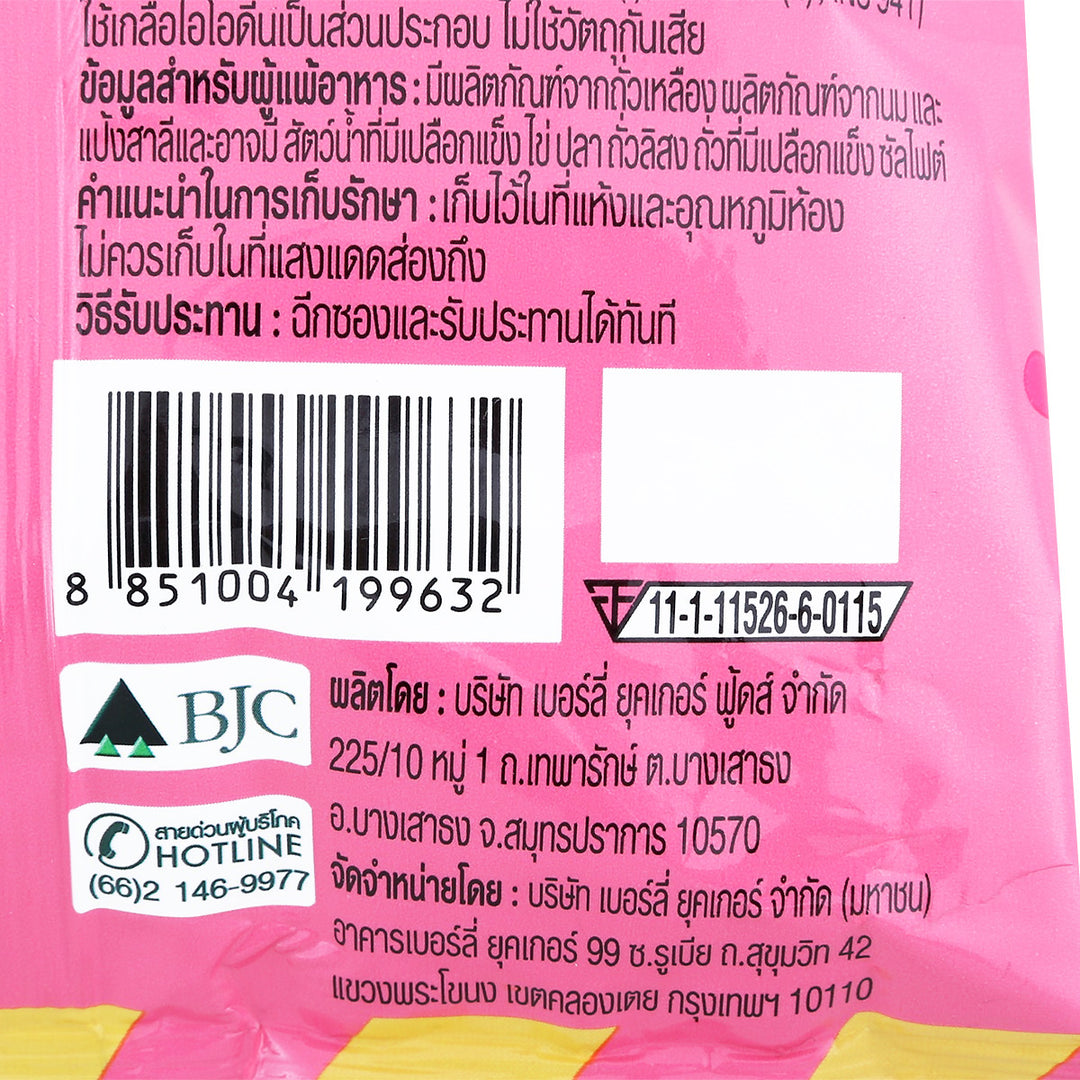 ใช้เกลือไอโอดีนเป็นส่วนประกอบ ไม่ใช้วัตถุกันเสีย
ข้อมูลสำหรับผู้แพ้อาหาร : มีผลิตภัณฑ์จากถั่วเหลือง ผลิตภัณฑ์จากนม และ
แป้งสาลีและอาจมี สัตว์น้ำที่มีเปลือกแข็ง ไข่ ปลา ถั่วลิสง ถั่วที่มีเปลือกแข็ง ซัลไฟต์
คำแนะนำในการเก็บรักษา : เก็บไว้ในที่แห้งและอุณหภูมิห้อง
ไม่ควรเก็บในที่แสงแดดส่องถึง
วิธีรับประทาน : ฉีกซองและรับประทานได้ทันที
8 851004 199632
11-1-11526-6-0115
BJC
ผลิตโดย : บริษัท เบอร์ลี่ ยุคเกอร์ ฟู้ดส์ จำกัด
225/10 หมู่ 1 ถ.เทพารักษ์ ต.บางเสาธง
อ.บางเสาธง จ.สมุทรปราการ 10570
สายด่วนผู้บริโภค
HOTLINE
(66)2 146-9977
จัดจำหน่ายโดย : บริษัท เบอร์ลี่ ยุคเกอร์ จำกัด (มหาชน)
อาคารเบอร์ลี่ ยุคเกอร์ 99 ซ.รูเบีย ถ.สุขุมวิท 42
แขวงพระโขนง เขตคลองเตย กรุงเทพฯ 10110